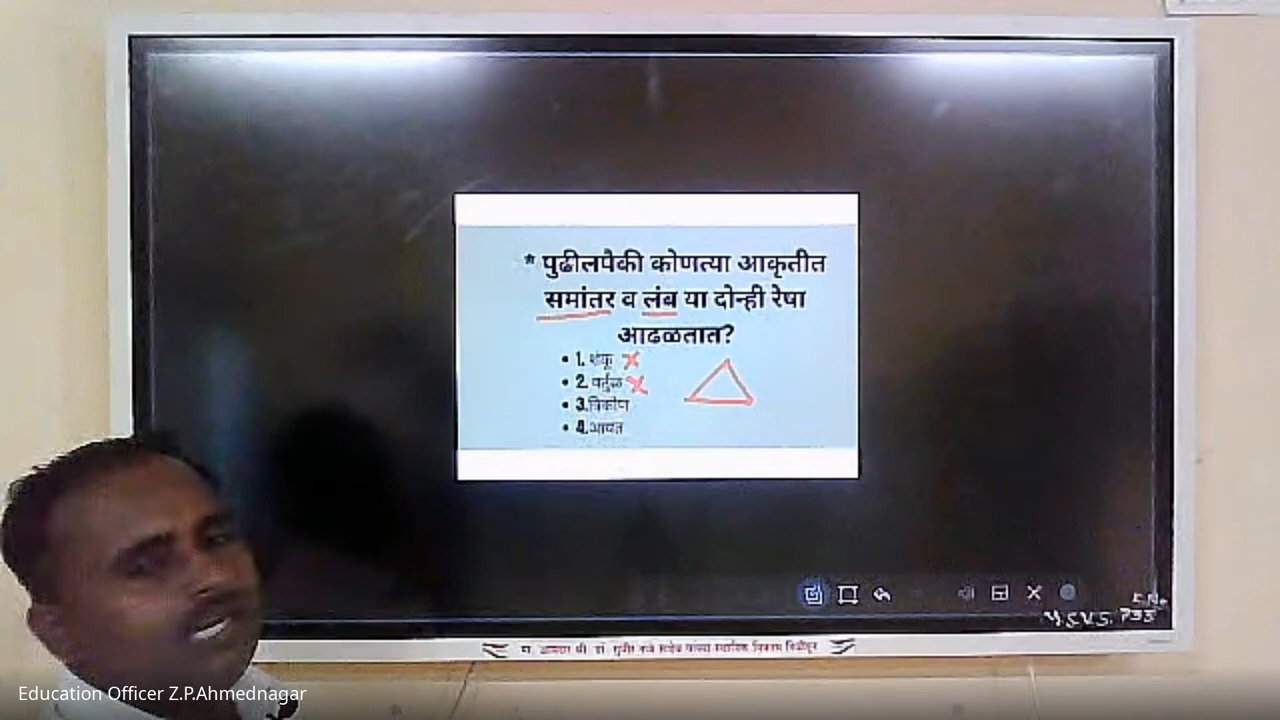 * पुढीलपैकी कोणत्या आकृतीत
समांतर व लंब या दोन्ही रेषा
आढळतात?
• 1. शंकू
• 2. वर्तुळ
• 3.त्रिकोण
• 4.आयत
Education Officer Z.P.Ahmednagar